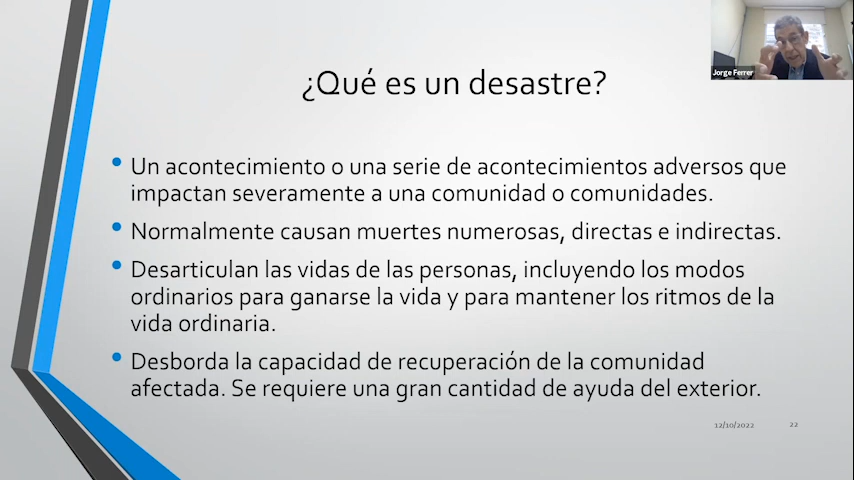 Jorge Ferrer
¿Qué es un desastre?
• Un acontecimiento o una serie de acontecimientos adversos que
impactan severamente a una comunidad o comunidades.
• Normalmente causan muertes numerosas, directas e indirectas.
• Desarticulan las vidas de las personas, incluyendo los modos
ordinarios para ganarse la vida y para mantener los ritmos de la
vida ordinaria.
• Desborda la capacidad de recuperación de la comunidad
afectada. Se requiere una gran cantidad de ayuda del exterior.
12/10/2022 22